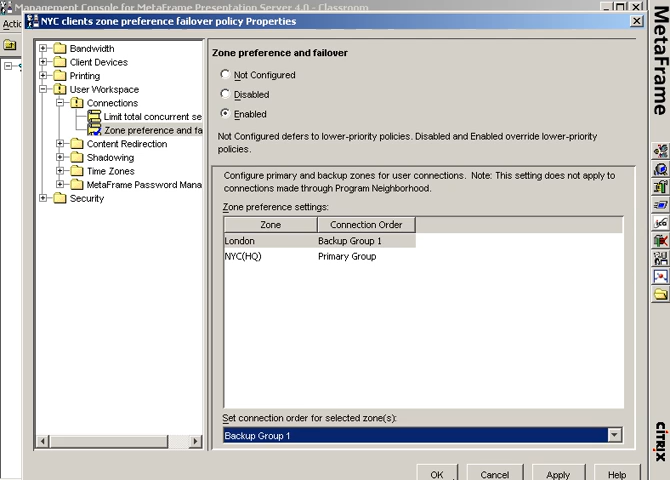 Management Console for MetaFrame Presentation Server 4.0 - Classroom
NYC clients zone preference failover policy Properties
Actic
Bandwidth
Client Devices
Printing
User Workspace
Connections
Limit total concurrent se
Zone preference and fa
Content Redirection
Shadowing
Time Zones
MetaFrame Password Mana
Security
Zone preference and failover
Not Configured
Disabled
Enabled
Not Configured defers to lower-priority policies. Disabled and Enabled override lower-priority
policies.
Configure primary and backup zones for user connections. Note: This setting does not apply to
connections made through Program Neighborhood.
Zone preference settings:
Zone Connection Order
London Backup Group 1
NYC(HQ) Primary Group
Set connection order for selected zone(s):
Backup Group 1
OK Cancel Apply Help
MetaFrame
ica
CITRIX